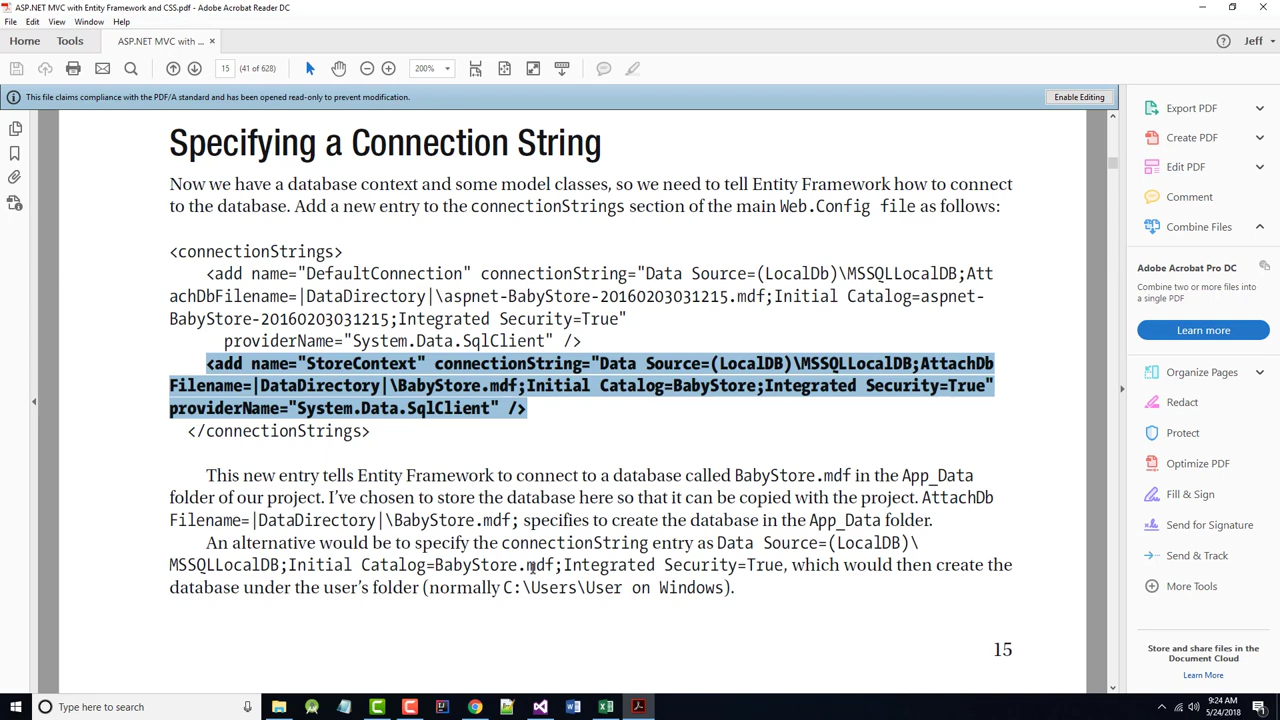 ASP.NET MVC with Entity Framework and CSS.pdf - Adobe Acrobat Reader DC
File Edit View Window Help
Home Tools ASP.NET MVC with ... × Jeff
15 (41 of 628) 200%
This file claims compliance with the PDF/A standard and has been opened read-only to prevent modification. Enable Editing
Specifying a Connection String
Now we have a database context and some model classes, so we need to tell Entity Framework how to connect
to the database. Add a new entry to the connectionStrings section of the main Web.Config file as follows:
<connectionStrings>
<add name="DefaultConnection" connectionString="Data Source=(LocalDb)\MSSQLLocalDB;Att
achDbFilename=|DataDirectory|\aspnet-BabyStore-20160203031215.mdf;Initial Catalog=aspnet-
BabyStore-20160203031215;Integrated Security=True"
providerName="System.Data.SqlClient" />
<add name="StoreContext" connectionString="Data Source=(LocalDB)\MSSQLLocalDB;AttachDb
Filename=|DataDirectory|\BabyStore.mdf;Initial Catalog=BabyStore;Integrated Security=True"
providerName="System.Data.SqlClient" />
</connectionStrings>
This new entry tells Entity Framework to connect to a database called BabyStore.mdf in the App_Data
folder of our project. I've chosen to store the database here so that it can be copied with the project. AttachDb
Filename=|DataDirectory|\BabyStore.mdf; specifies to create the database in the App_Data folder.
An alternative would be to specify the connectionString entry as Data Source=(LocalDB)\
MSSQLLocalDB;Initial Catalog=BabyStore.mdf;Integrated Security=True, which would then create the
database under the user's folder (normally C:\Users\User on Windows).
15
Export PDF
Create PDF
Edit PDF
Comment
Combine Files
Adobe Acrobat Pro DC
Combine two or more files into
a single PDF
Learn more
Organize Pages
Redact
Protect
Optimize PDF
Fill & Sign
Send for Signature
Send & Track
More Tools
Store and share files in the
Document Cloud
Learn More
Type here to search
9:24 AM
5/24/2018